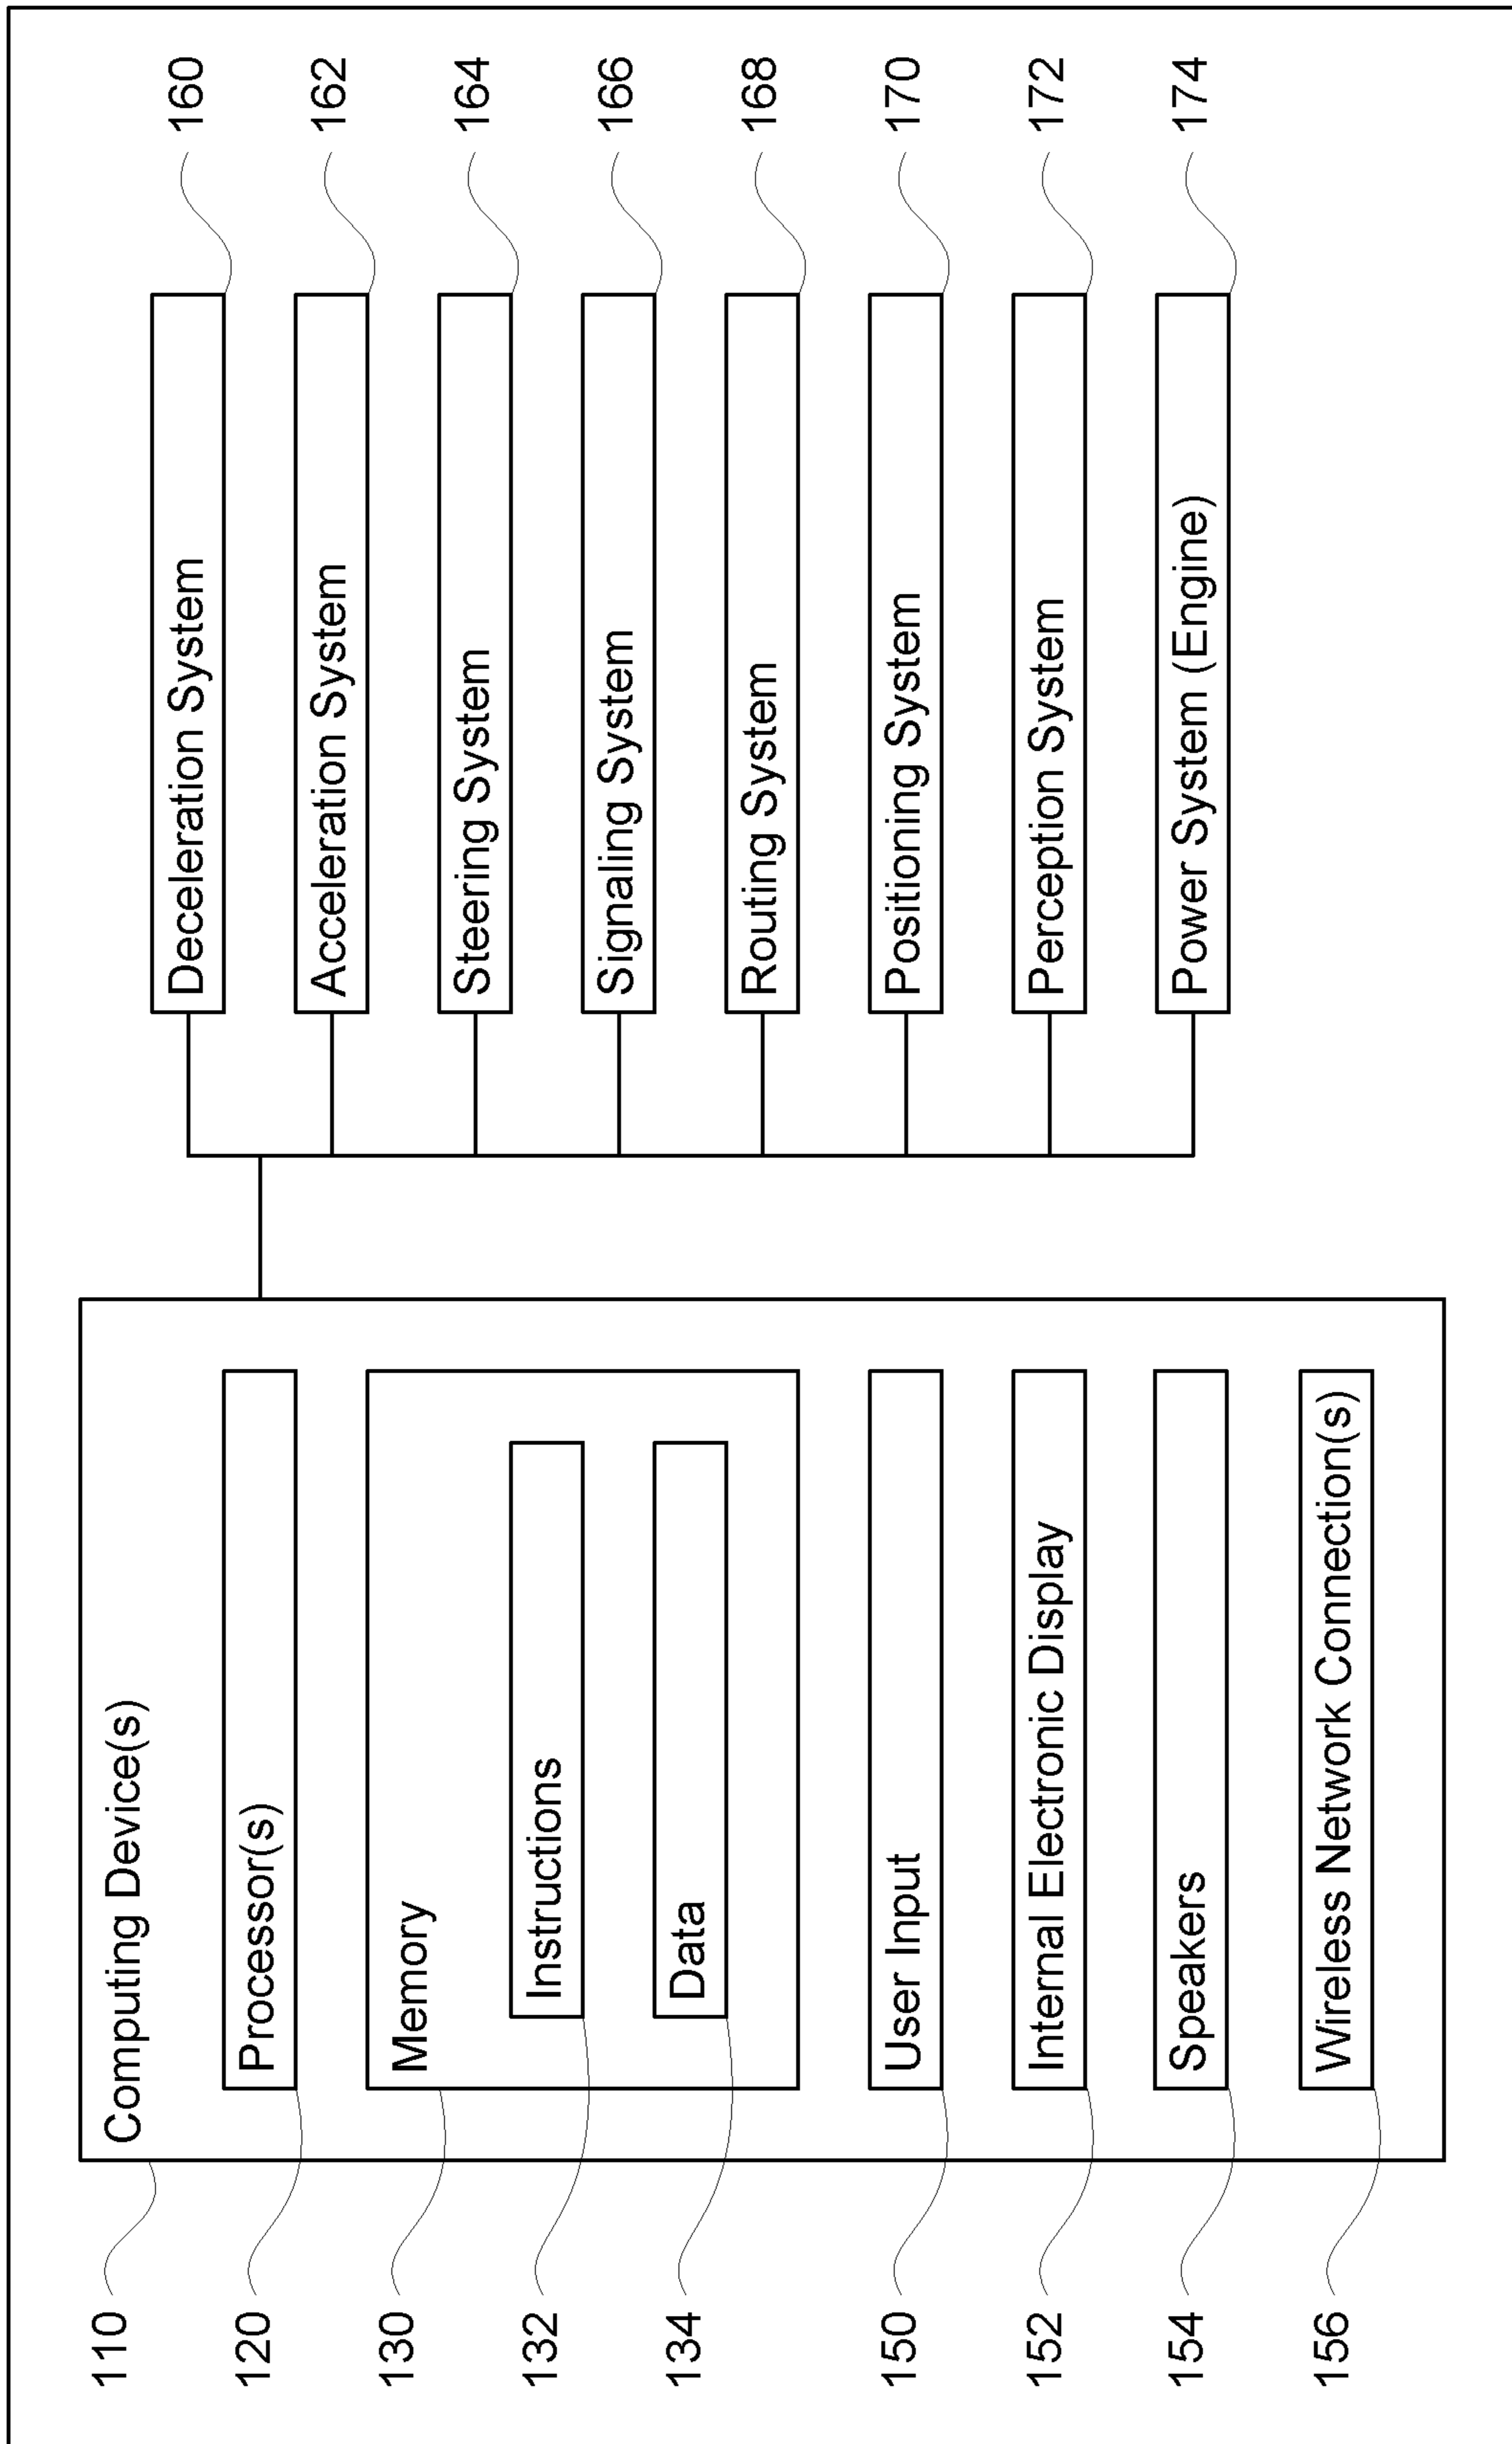 110
Computing Device(s)
120
Processor(s)
130
Memory
132
Instructions
134
Data
150
User Input
152
Internal Electronic Display
154
Speakers
156
Wireless Network Connection(s)
Deceleration System
160
Acceleration System
162
Steering System
164
Signaling System
166
Routing System
168
Positioning System
170
Perception System
172
Power System (Engine)
174